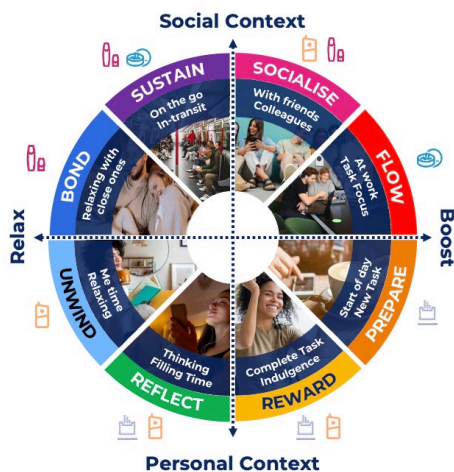 Social Context
SUSTAIN
On the go
In-transit
SOCIALISE
With friends
Colleagues
BOND
Relaxing with
close ones
FLOW
At work
Task Focus
Relax
Boost
UNWIND
Me time
Relaxing
PREPARE
Start of day
New Task
REFLECT
Thinking
Filling Time
REWARD
Complete Task
Indulgence
Personal Context